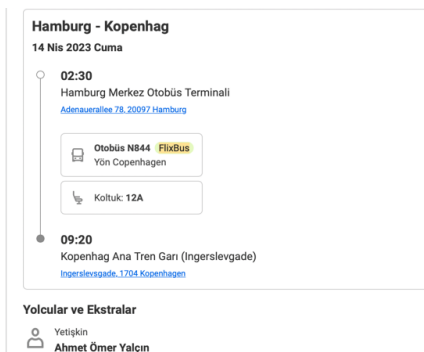 Hamburg - Kopenhag
14 Nis 2023 Cuma
02:30
Hamburg Merkez Otobüs Terminali
Adenauerallee 78, 20097 Hamburg
Otobüs N844 FlixBus
Yön Copenhagen
Koltuk: 12A
09:20
Kopenhag Ana Tren Garı (Ingerslevgade)
Ingerslevsgade, 1704 Kopenhagen
Yolcular ve Ekstralar
Yetişkin
Ahmet Ömer Yalçın